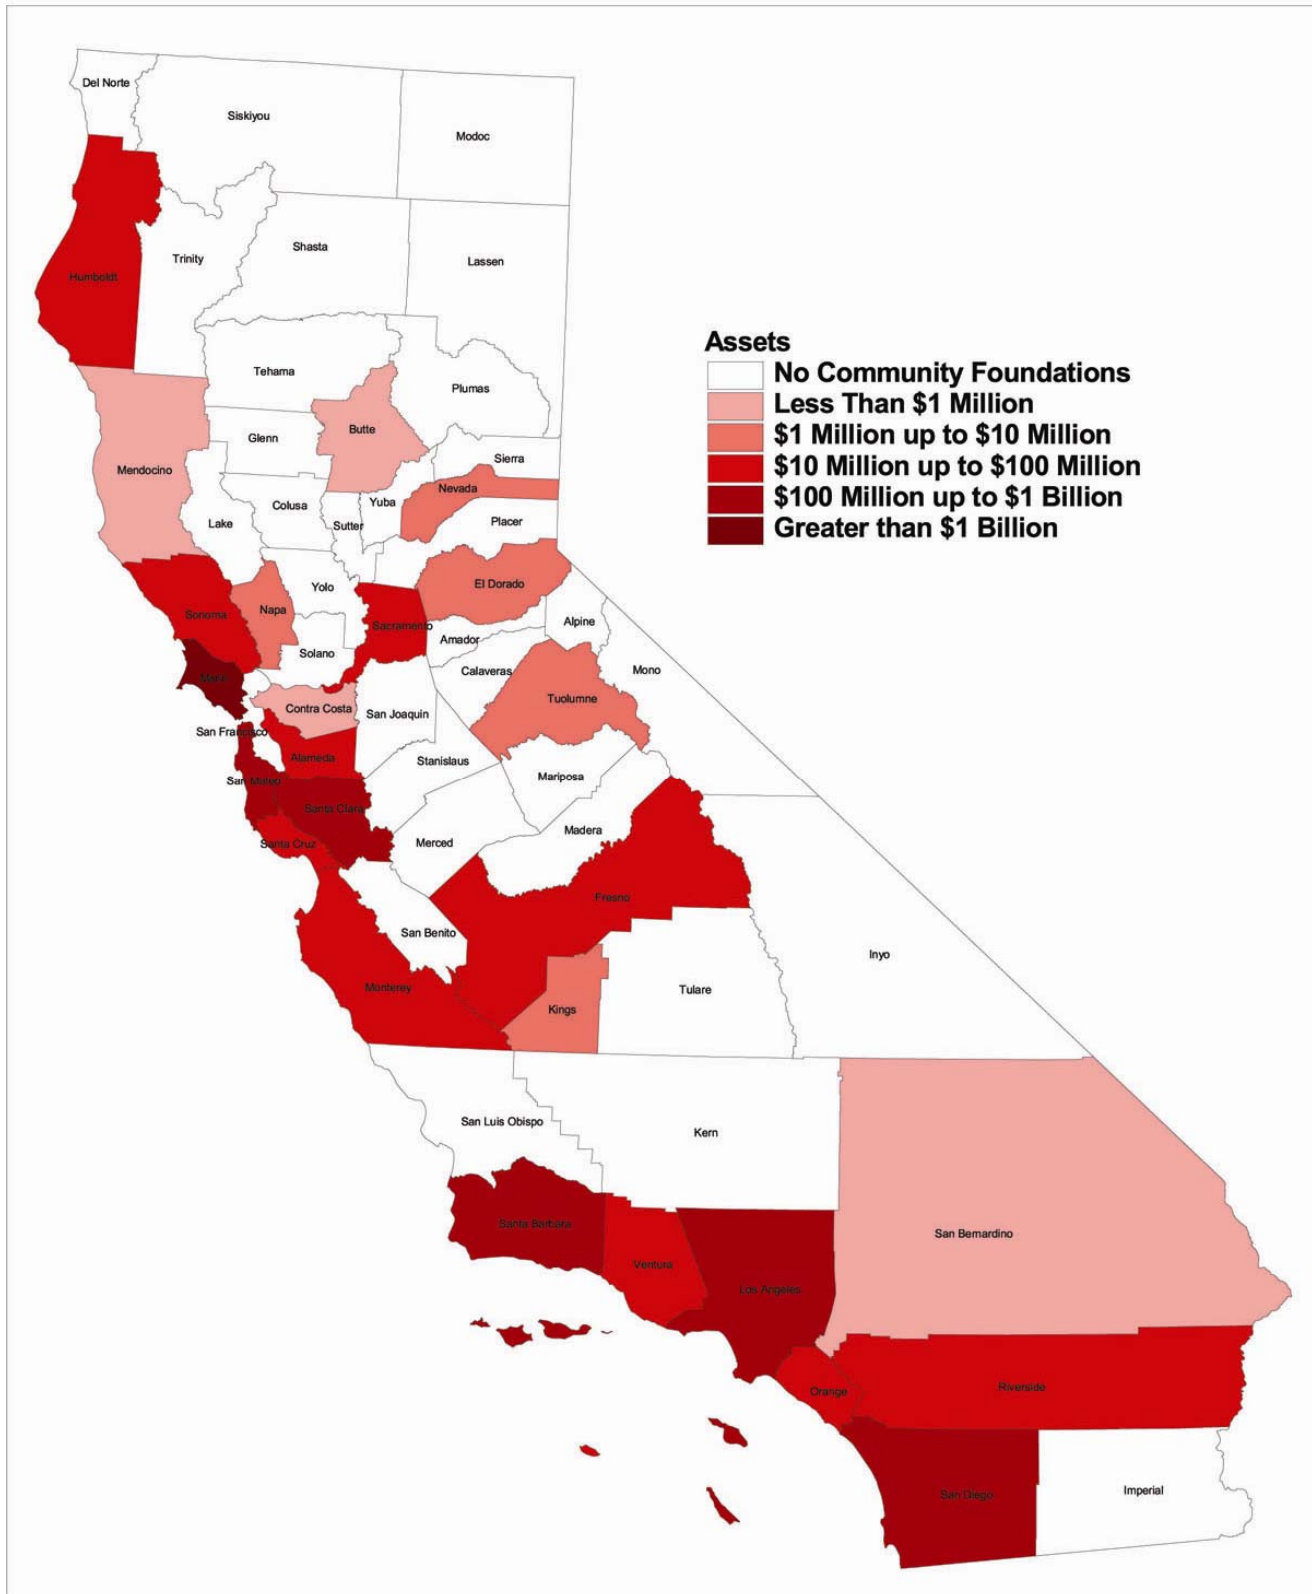 Del Norte
Siskiyou
Modoc
Humboldt
Trinity
Shasta
Lassen
Assets
No Community Foundations
Less Than $1 Million
$1 Million up to $10 Million
$10 Million up to $100 Million
$100 Million up to $1 Billion
Greater than $1 Billion
Tehama
Plumas
Butte
Glenn
Mendocino
Sierra
Nevada
Colusa
Yuba
Lake
Sutter
Placer
Yolo
El Dorado
Sonoma
Napa
Sacramento
Alpine
Amador
Solano
Mono
Calaveras
Marin
Tuolumne
Contra Costa
San Joaquin
San Francisco
Alameda
Stanislaus
Mariposa
San Mateo
Santa Clara
Santa Cruz
Merced
Madera
Fresno
San Benito
Inyo
Monterey
Tulare
Kings
San Luis Obispo
Kern
Santa Barbara
San Bernardino
Ventura
Los Angeles
Orange
Riverside
San Diego
Imperial